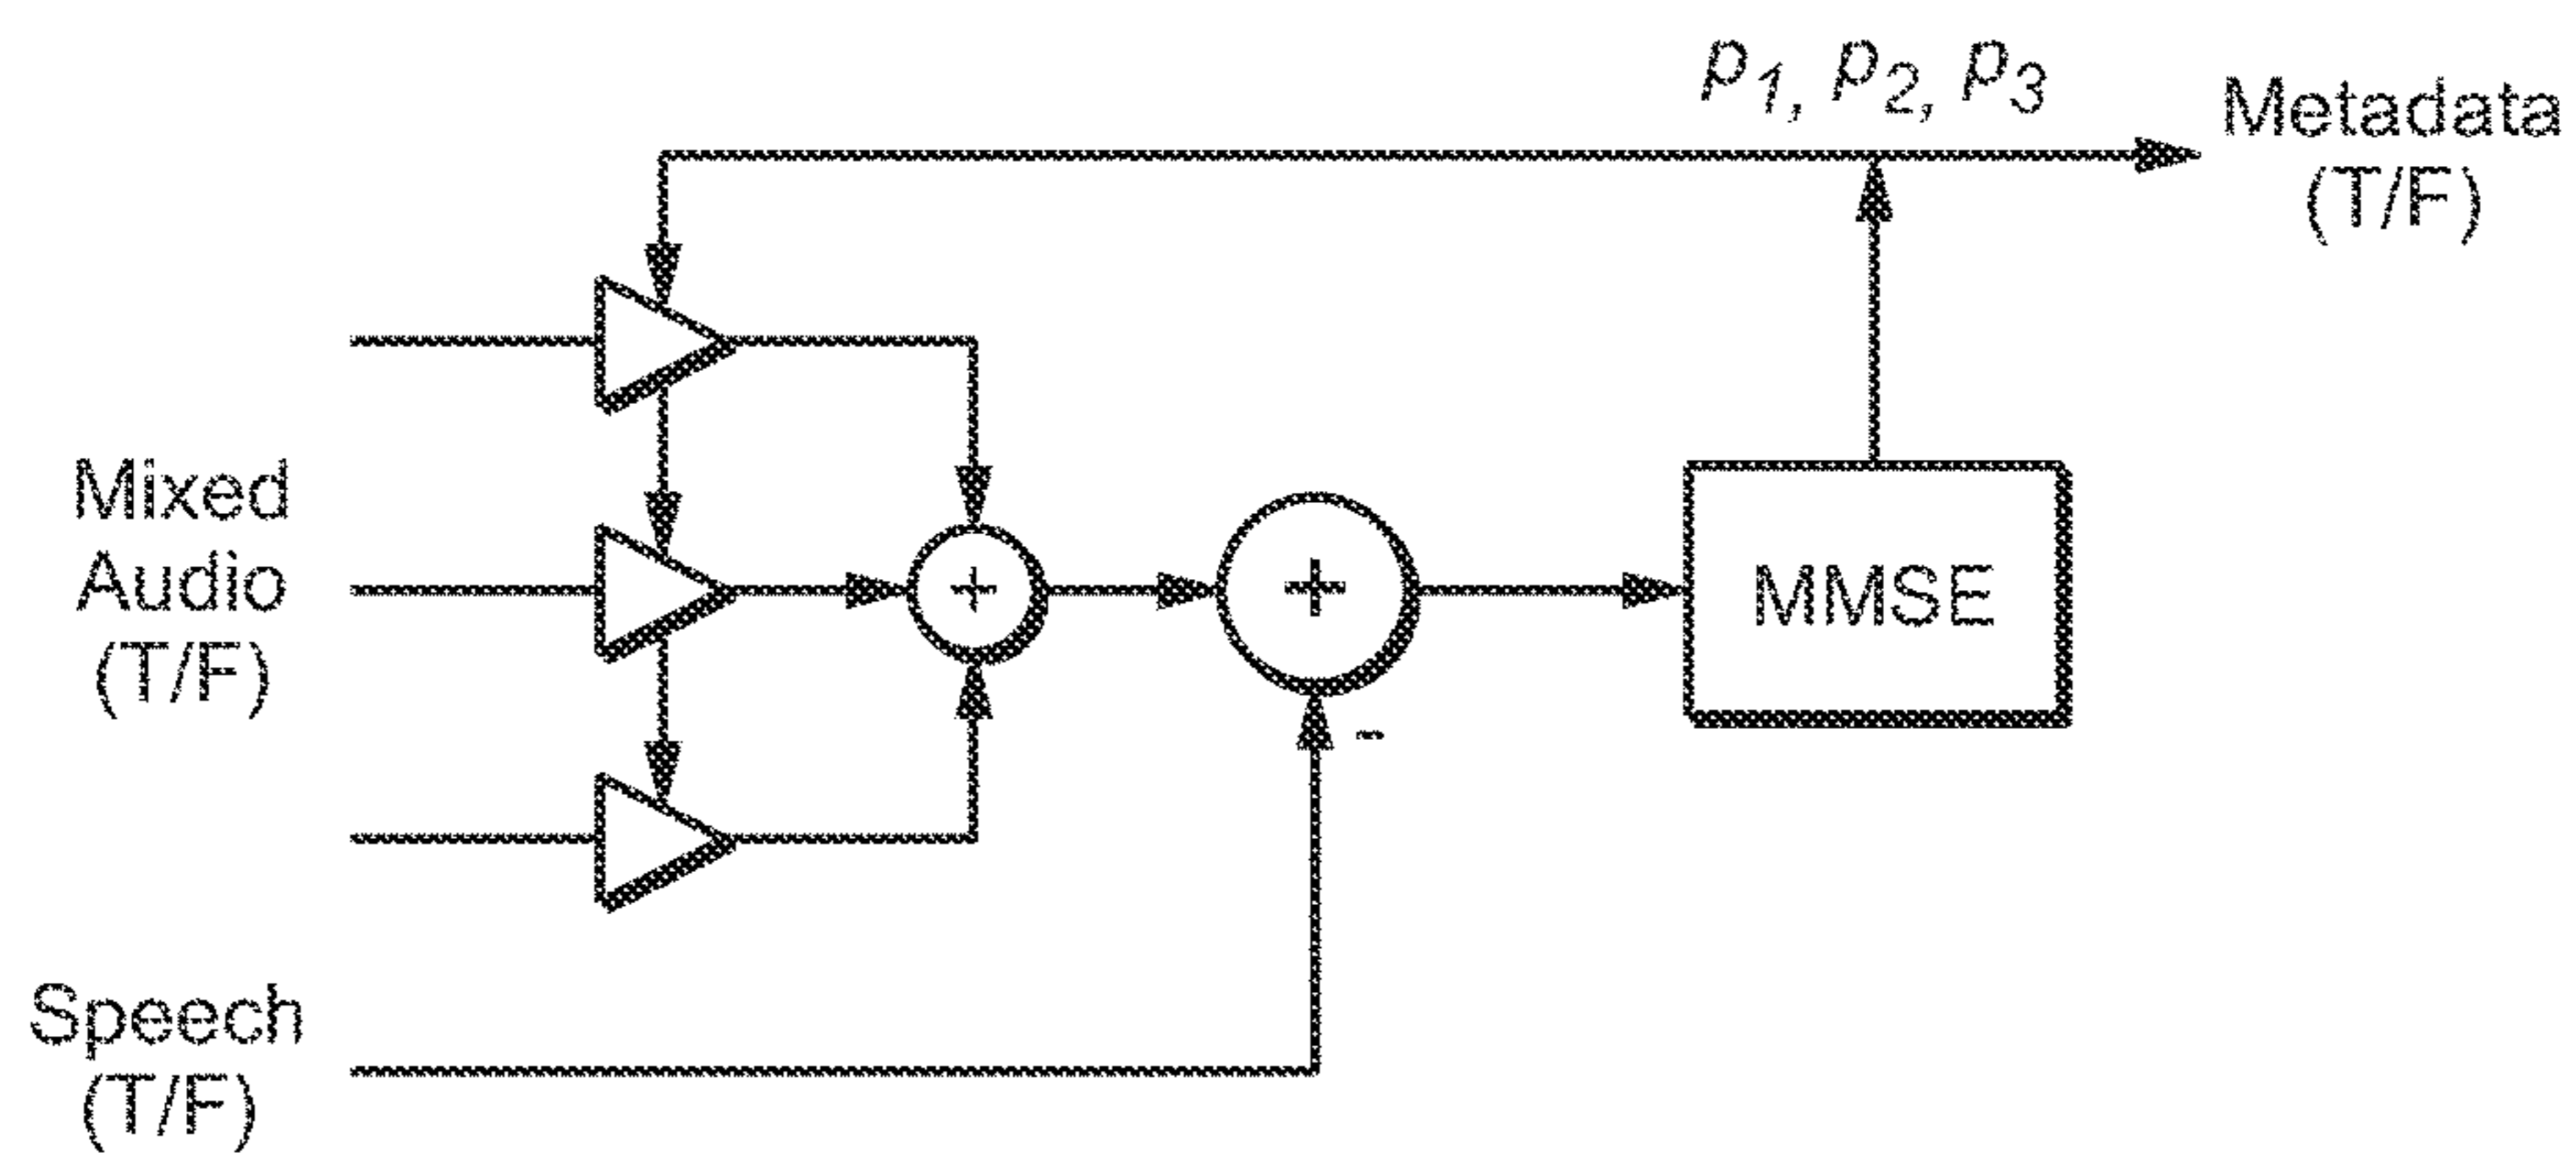 p1, p2, p3
Metadata
(T/F)
Mixed
Audio
(T/F)
+
+
MMSE
-
Speech
(T/F)